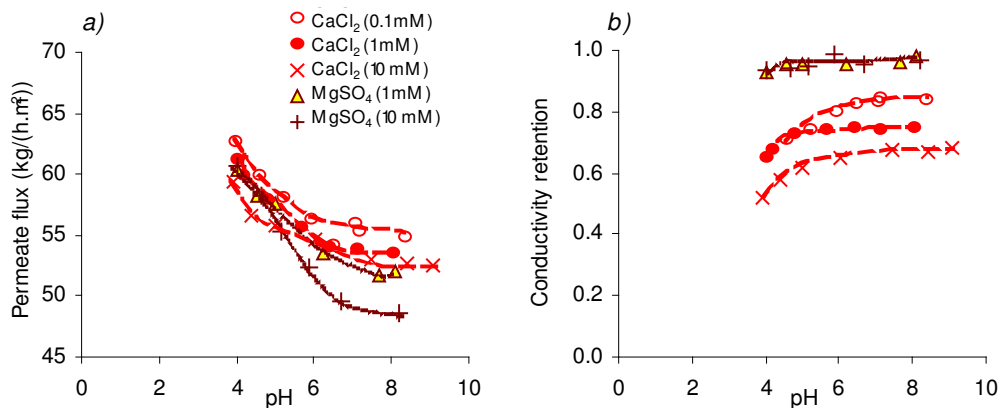 a)
CaCl₂ (0.1mM)
CaCl₂ (1mM)
CaCl₂ (10 mM)
MgSO₄ (1mM)
MgSO₄ (10 mM)
Permeate flux (kg/(h.m²))
70
65
60
55
50
45
0 2 4 6 8 10
pH
b)
Conductivity retention
1.0
0.8
0.6
0.4
0.2
0.0
0 2 4 6 8 10
pH